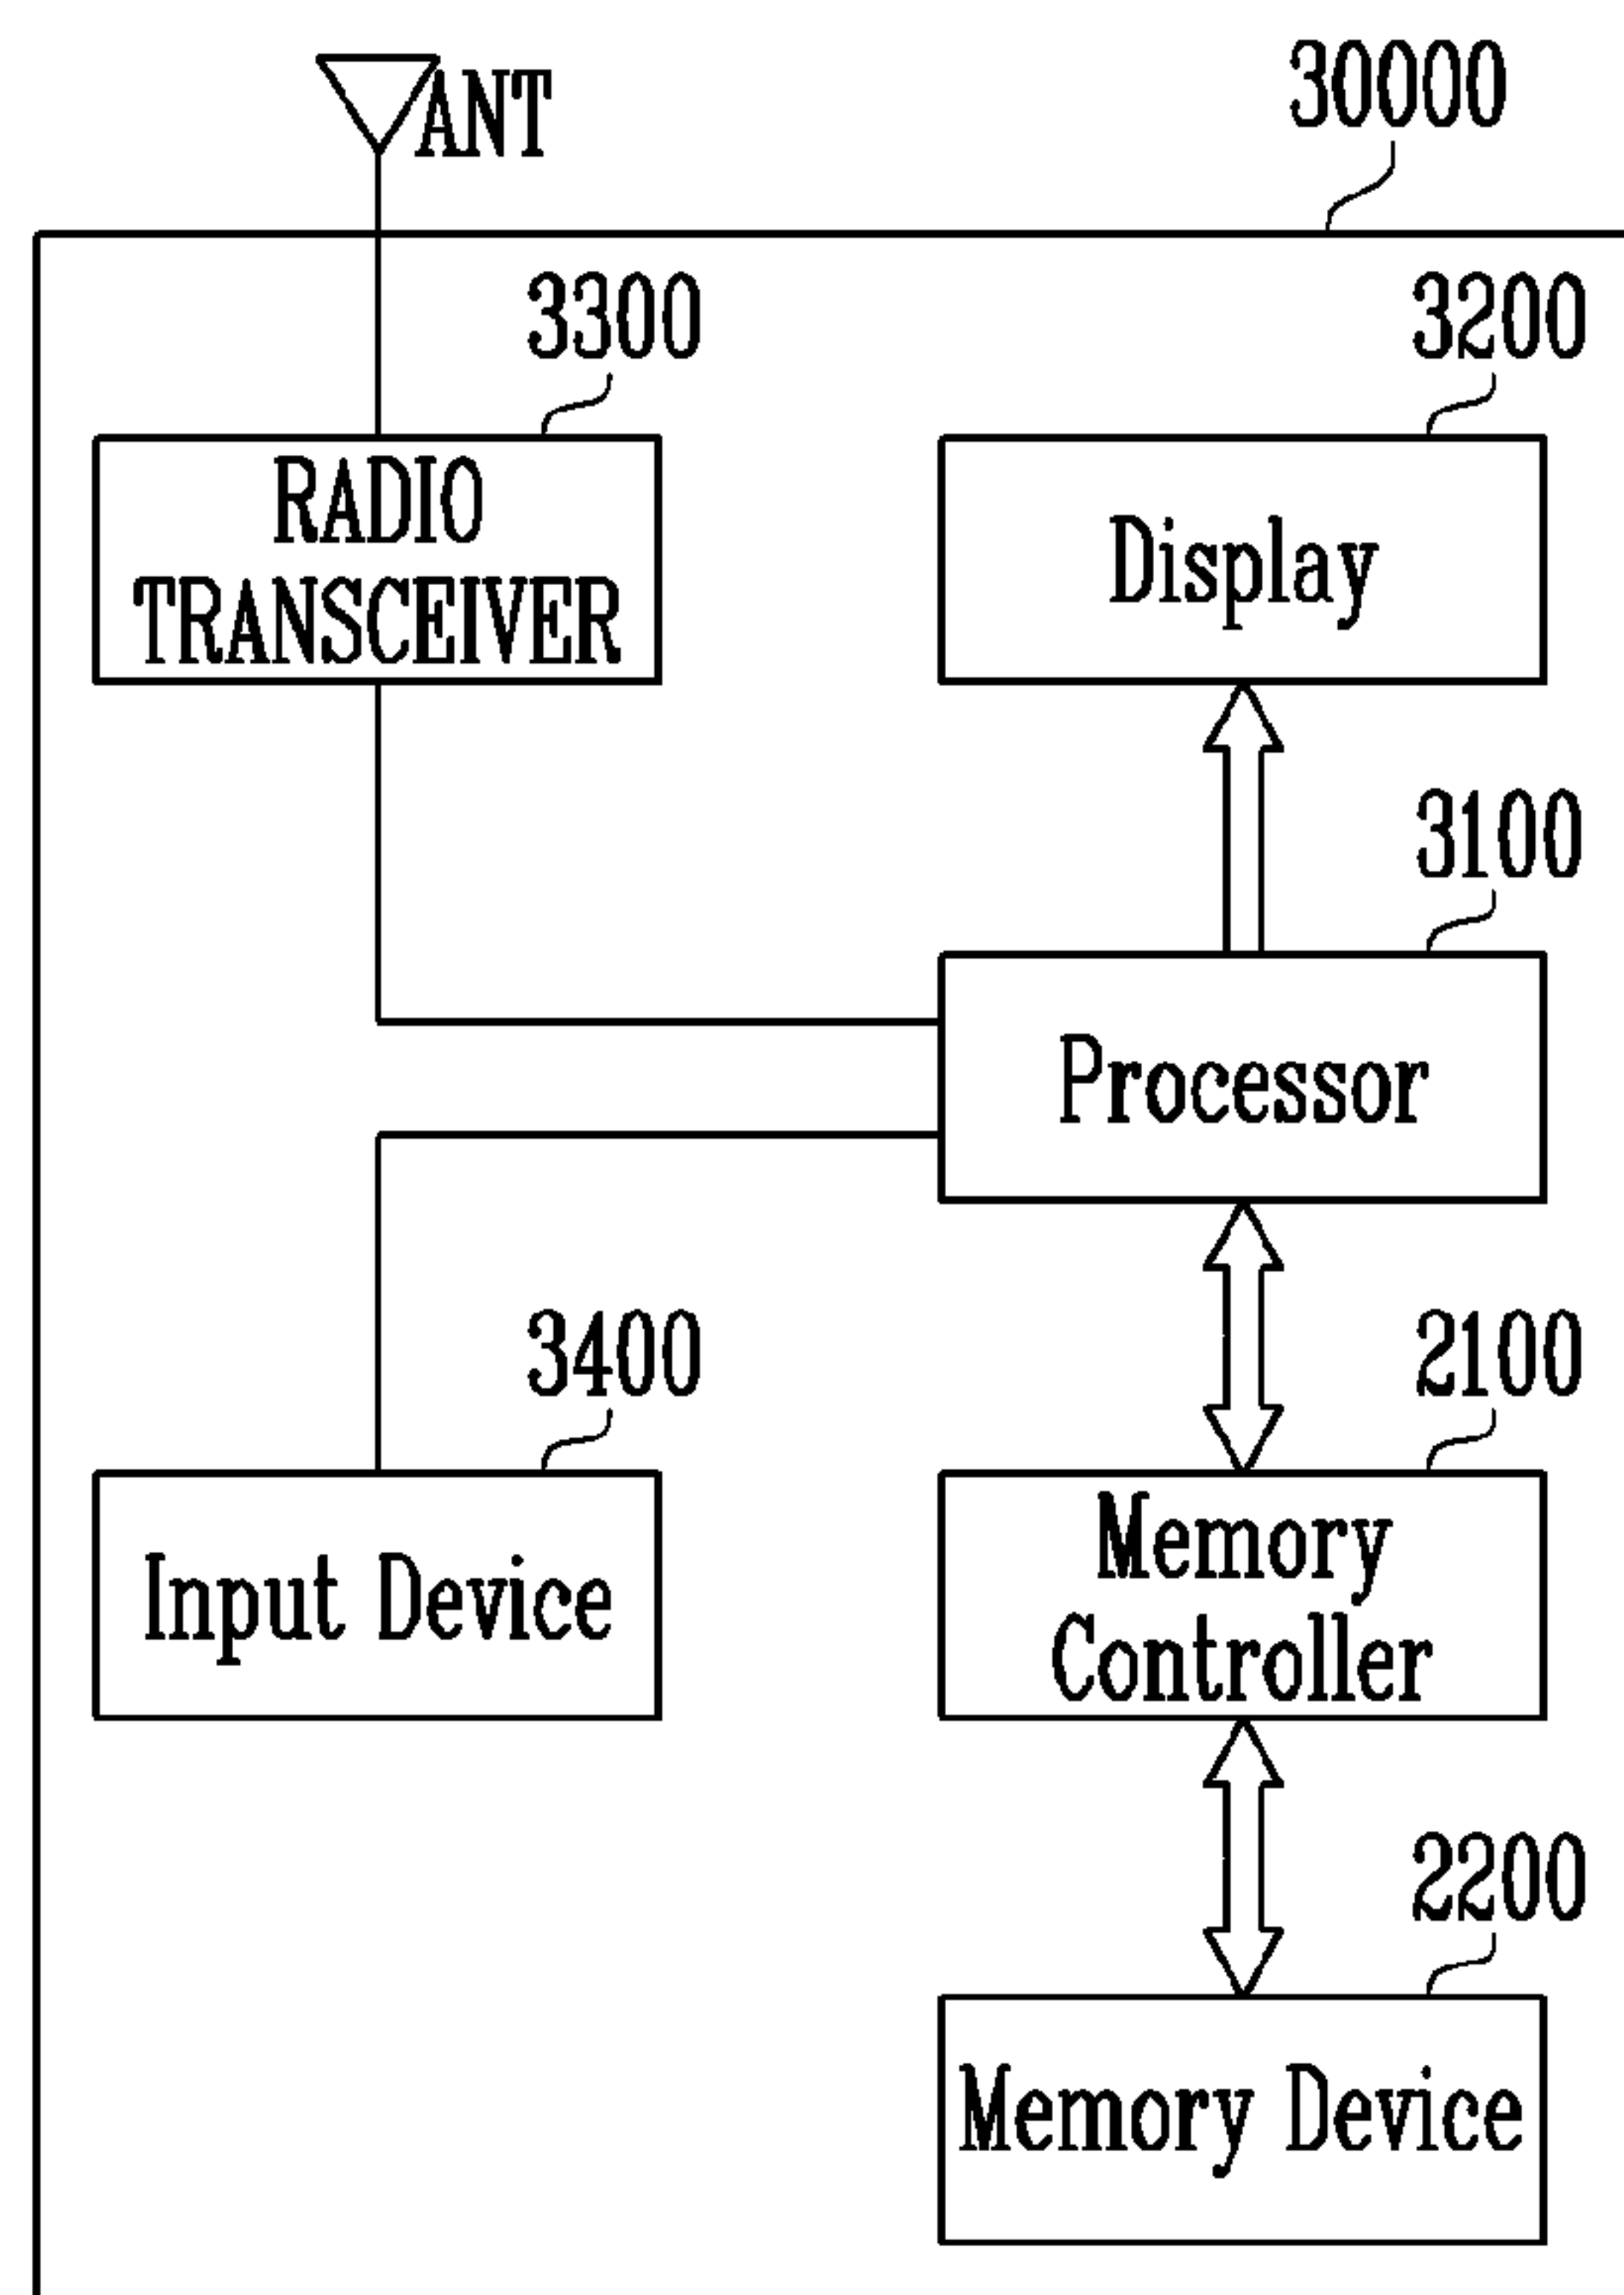 ANT
30000
3300
3200
RADIO
TRANSCEIVER
Display
3100
Processor
3400
2100
Input Device
Memory
Controller
2200
Memory Device